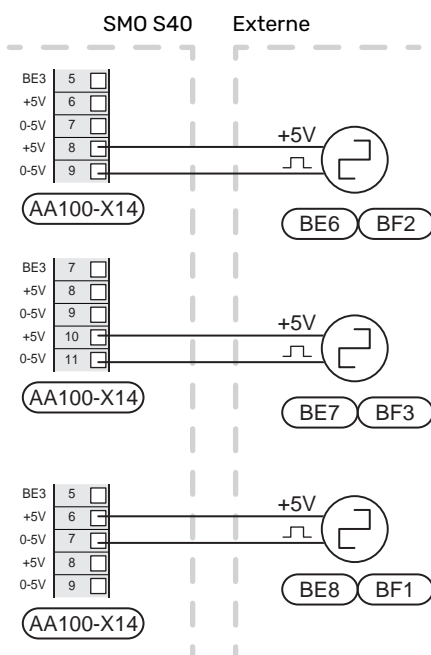 SMO S40 Externe
BE3 5
+5V 6
0-5V 7
+5V 8
0-5V 9
+5V
AA100-X14
BE6 BF2
BE3 7
+5V 8
0-5V 9
+5V 10
0-5V 11
+5V
AA100-X14
BE7 BF3
BE3 5
+5V 6
0-5V 7
+5V 8
0-5V 9
+5V
AA100-X14
BE8 BF1